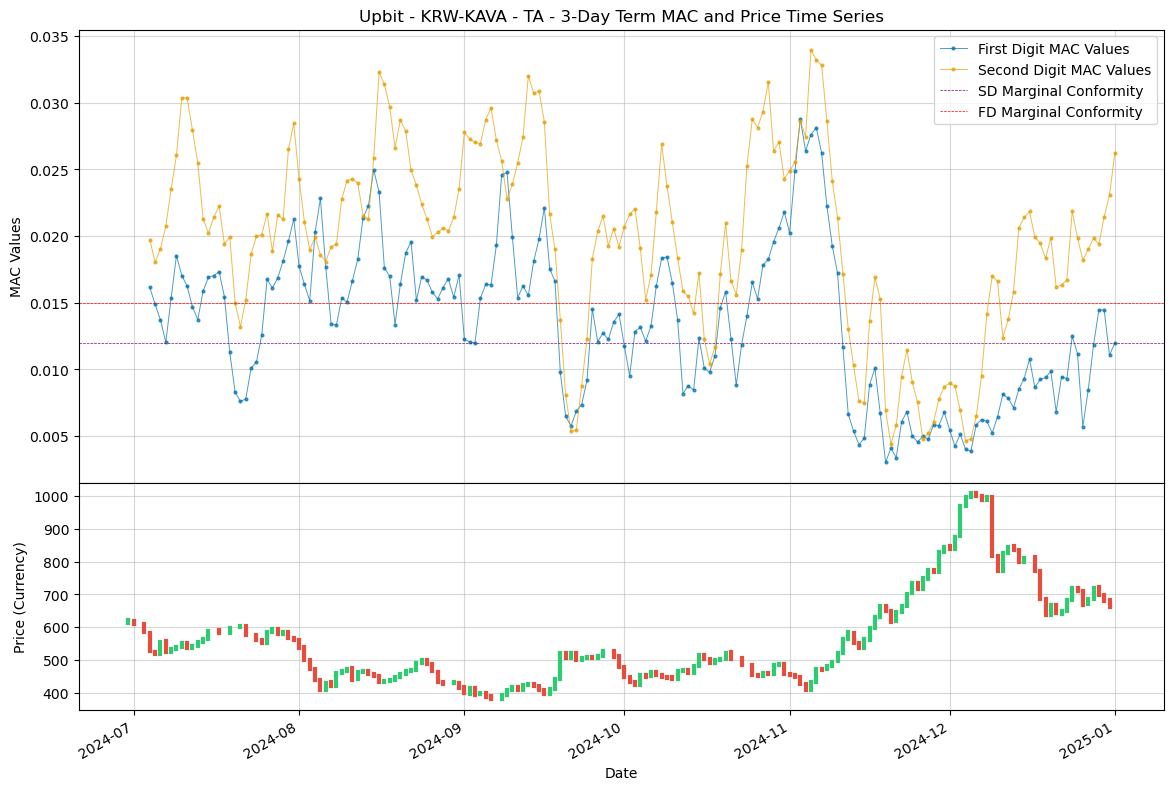 Upbit - KRW-KAVA - TA - 3-Day Term MAC and Price Time Series
First Digit MAC Values
Second Digit MAC Values
SD Marginal Conformity
FD Marginal Conformity
MAC Values
0.035
0.030
0.025
0.020
0.015
0.010
0.005
Price (Currency)
1000
900
800
700
600
500
400
2024-07
2024-08
2024-09
2024-10
2024-11
2024-12
2025-01
Date